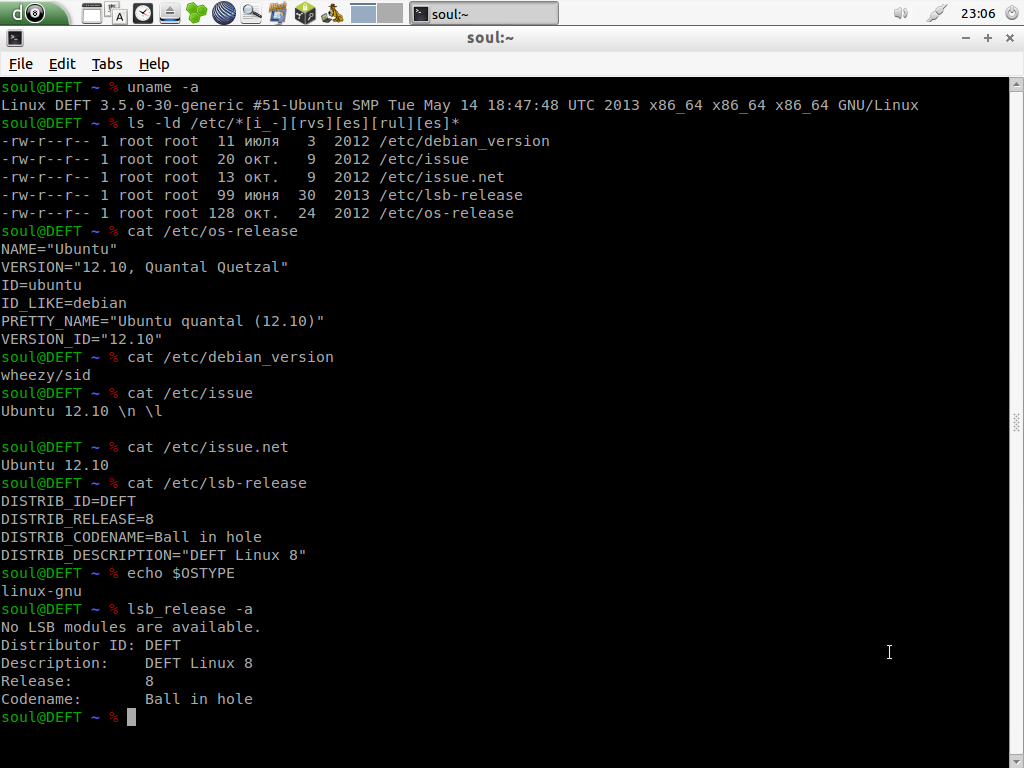 d 8 A soul:~ 23:06
soul:~
File Edit Tabs Help
soul@DEFT ~ % uname -a
Linux DEFT 3.5.0-30-generic #51-Ubuntu SMP Tue May 14 18:47:48 UTC 2013 x86_64 x86_64 x86_64 GNU/Linux
soul@DEFT ~ % ls -ld /etc/*[i_-][rvs][es][rul][es]*
-rw-r--r-- 1 root root  11 июля   3  2012 /etc/debian_version
-rw-r--r-- 1 root root  20 окт.   9  2012 /etc/issue
-rw-r--r-- 1 root root  13 окт.   9  2012 /etc/issue.net
-rw-r--r-- 1 root root  99 июня  30  2013 /etc/lsb-release
-rw-r--r-- 1 root root 128 окт.  24  2012 /etc/os-release
soul@DEFT ~ % cat /etc/os-release
NAME="Ubuntu"
VERSION="12.10, Quantal Quetzal"
ID=ubuntu
ID_LIKE=debian
PRETTY_NAME="Ubuntu quantal (12.10)"
VERSION_ID="12.10"
soul@DEFT ~ % cat /etc/debian_version
wheezy/sid
soul@DEFT ~ % cat /etc/issue
Ubuntu 12.10 \n \l
soul@DEFT ~ % cat /etc/issue.net
Ubuntu 12.10
soul@DEFT ~ % cat /etc/lsb-release
DISTRIB_ID=DEFT
DISTRIB_RELEASE=8
DISTRIB_CODENAME=Ball in hole
DISTRIB_DESCRIPTION="DEFT Linux 8"
soul@DEFT ~ % echo $OSTYPE
linux-gnu
soul@DEFT ~ % lsb_release -a
No LSB modules are available.
Distributor ID: DEFT
Description:    DEFT Linux 8
Release:        8
Codename:       Ball in hole
soul@DEFT ~ %